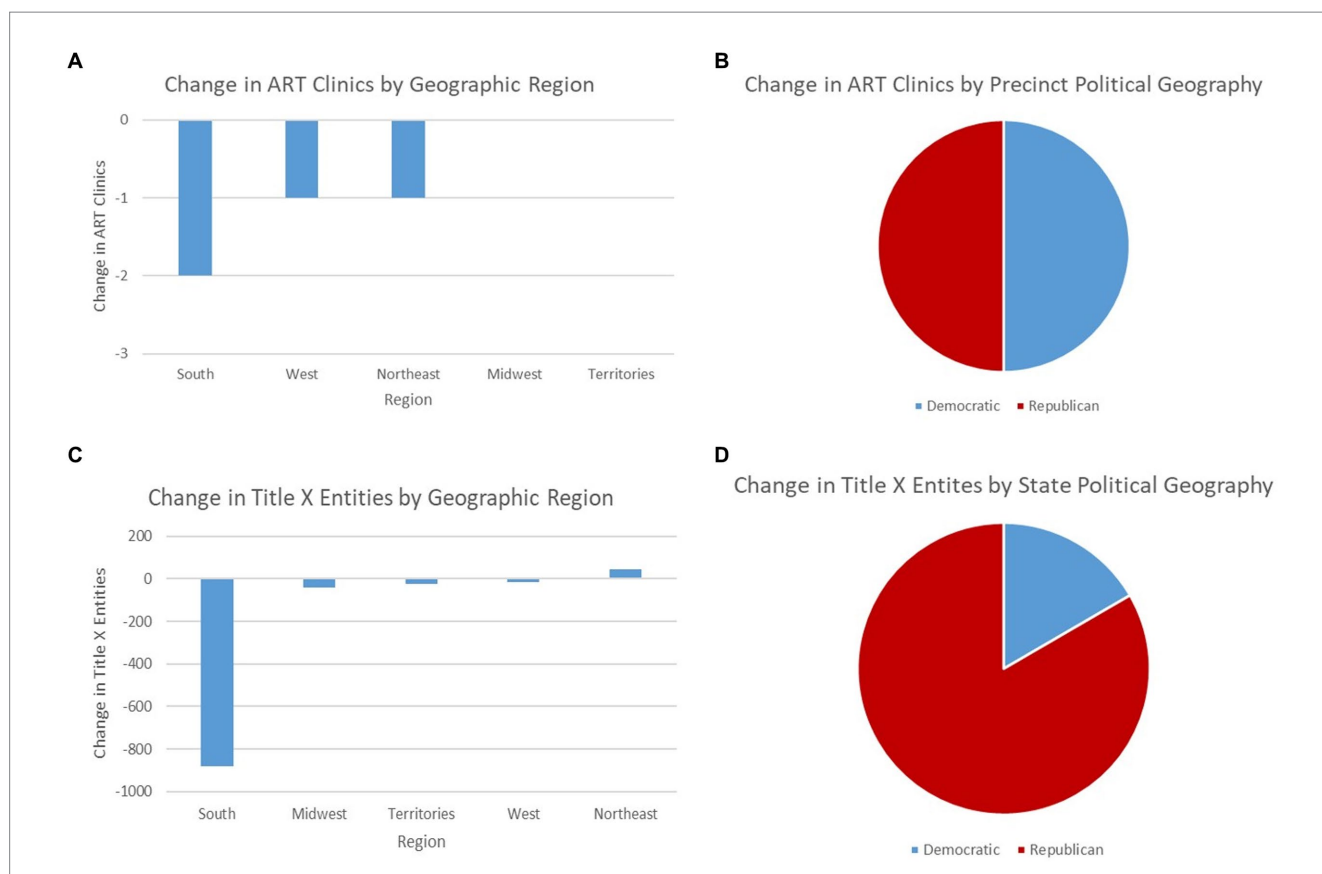 A
Change in ART Clinics by Geographic Region
0
-1
-2
-3
Change in ART Clinics
South West Northeast Midwest Territories
Region
B
Change in ART Clinics by Precinct Political Geography
Democratic Republican
C
Change in Title X Entities by Geographic Region
200
0
-200
-400
-600
-800
-1000
Change in Title X Entities
South Midwest Territories West Northeast
Region
D
Change in Title X Entites by State Political Geography
Democratic Republican